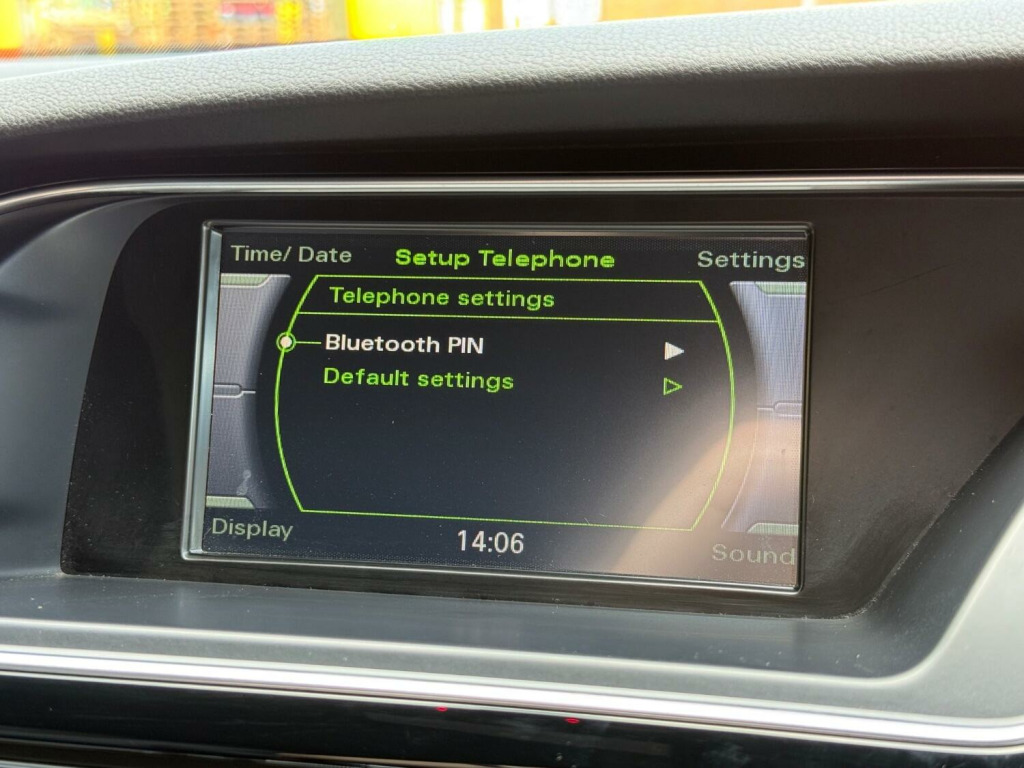 Time/ Date Setup Telephone Settings
Telephone settings
Bluetooth PIN
Default settings
Display 14:06 Sound